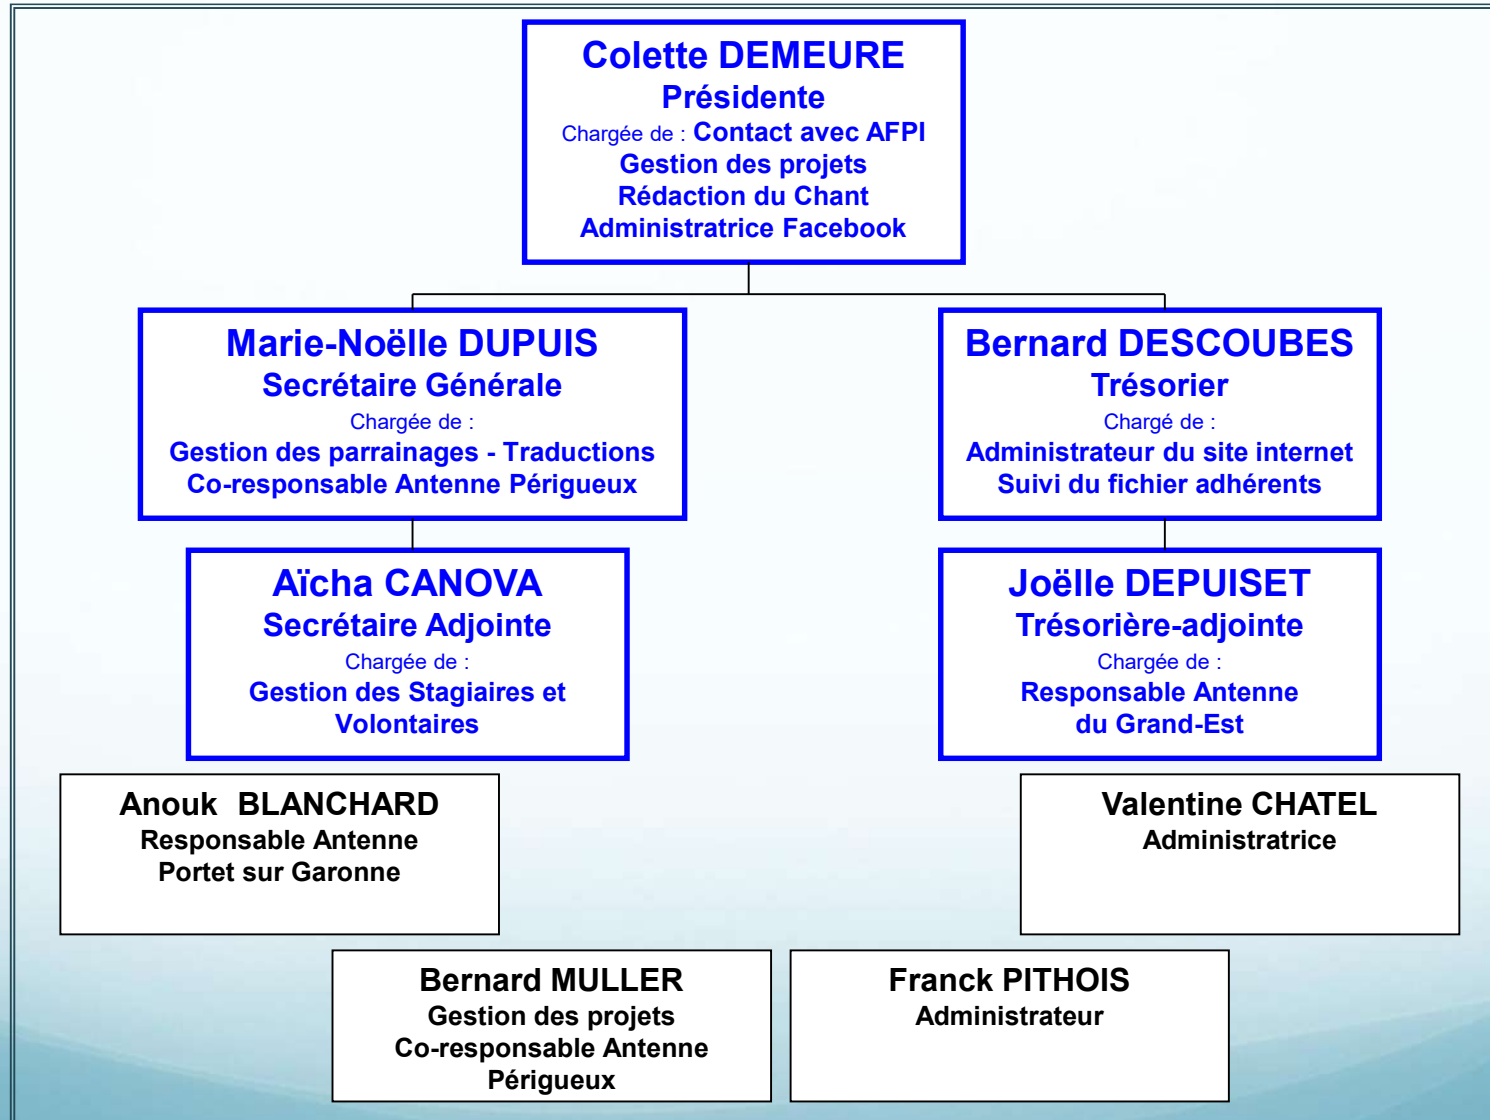 Colette DEMEURE
Présidente
Chargée de : Contact avec AFPI
Gestion des projets
Rédaction du Chant
Administratrice Facebook
Marie-Noëlle DUPUIS
Secrétaire Générale
Chargée de :
Gestion des parrainages - Traductions
Co-responsable Antenne Périgueux
Bernard DESCOUBES
Trésorier
Chargé de :
Administrateur du site internet
Suivi du fichier adhérents
Aïcha CANOVA
Secrétaire Adjointe
Chargée de :
Gestion des Stagiaires et
Volontaires
Joëlle DEPUISET
Trésorière-adjointe
Chargée de :
Responsable Antenne
du Grand-Est
Anouk BLANCHARD
Responsable Antenne
Portet sur Garonne
Valentine CHATEL
Administratrice
Bernard MULLER
Gestion des projets
Co-responsable Antenne
Périgueux
Franck PITHOIS
Administrateur